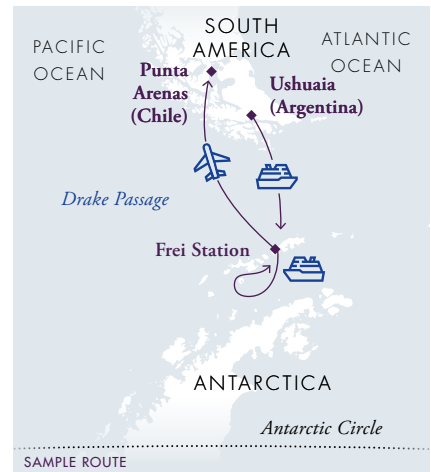 SOUTH
AMERICA
PACIFIC
OCEAN
ATLANTIC
OCEAN
Punta
Arenas
(Chile)
Ushuaia
(Argentina)
Drake Passage
Frei Station
ANTARCTICA
Antarctic Circle
SAMPLE ROUTE